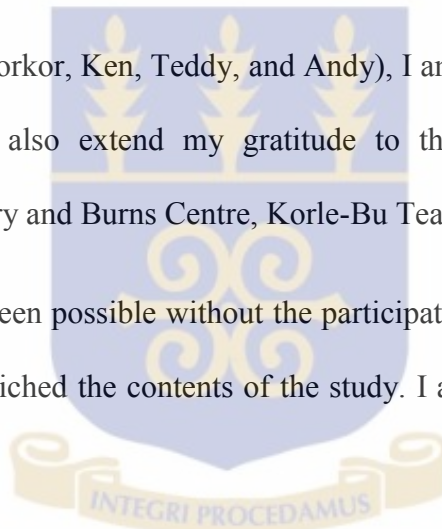 orkor, Ken, Teddy, and Andy), I a
also extend my gratitude to th
ry and Burns Centre, Korle-Bu Tea
een possible without the participat
iched the contents of the study. I a
INTEGRI PROCEDAMUS